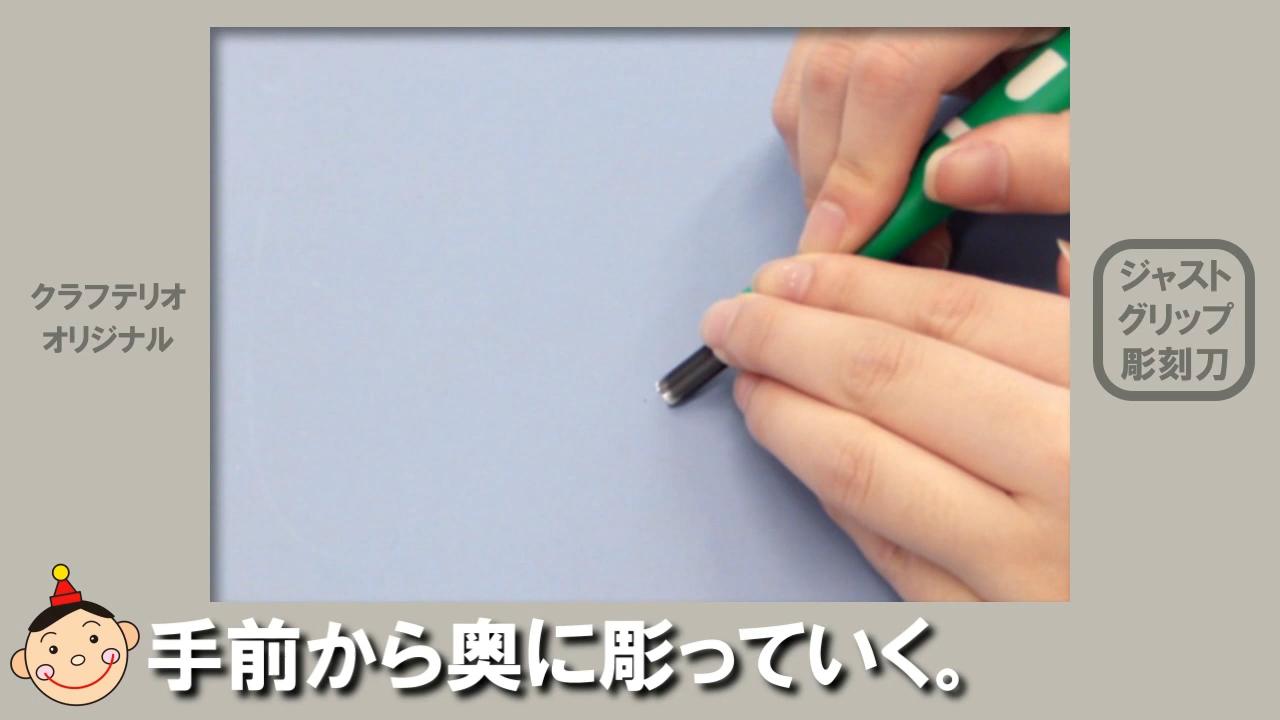 クラフテリオ
オリジナル
ジャスト
グリップ
彫刻刀
手前から奥に彫っていく。